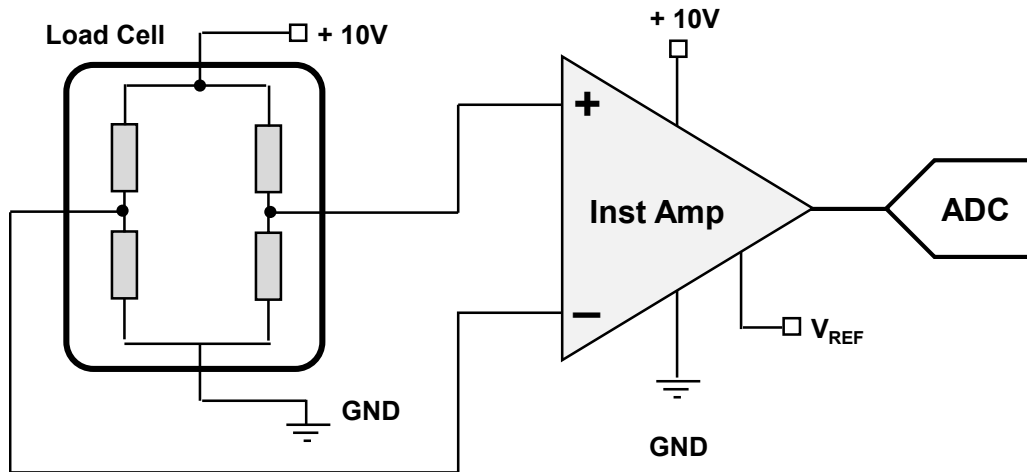 Load Cell
+ 10V
+ 10V
+
Inst Amp
ADC
−
V_REF
GND
GND